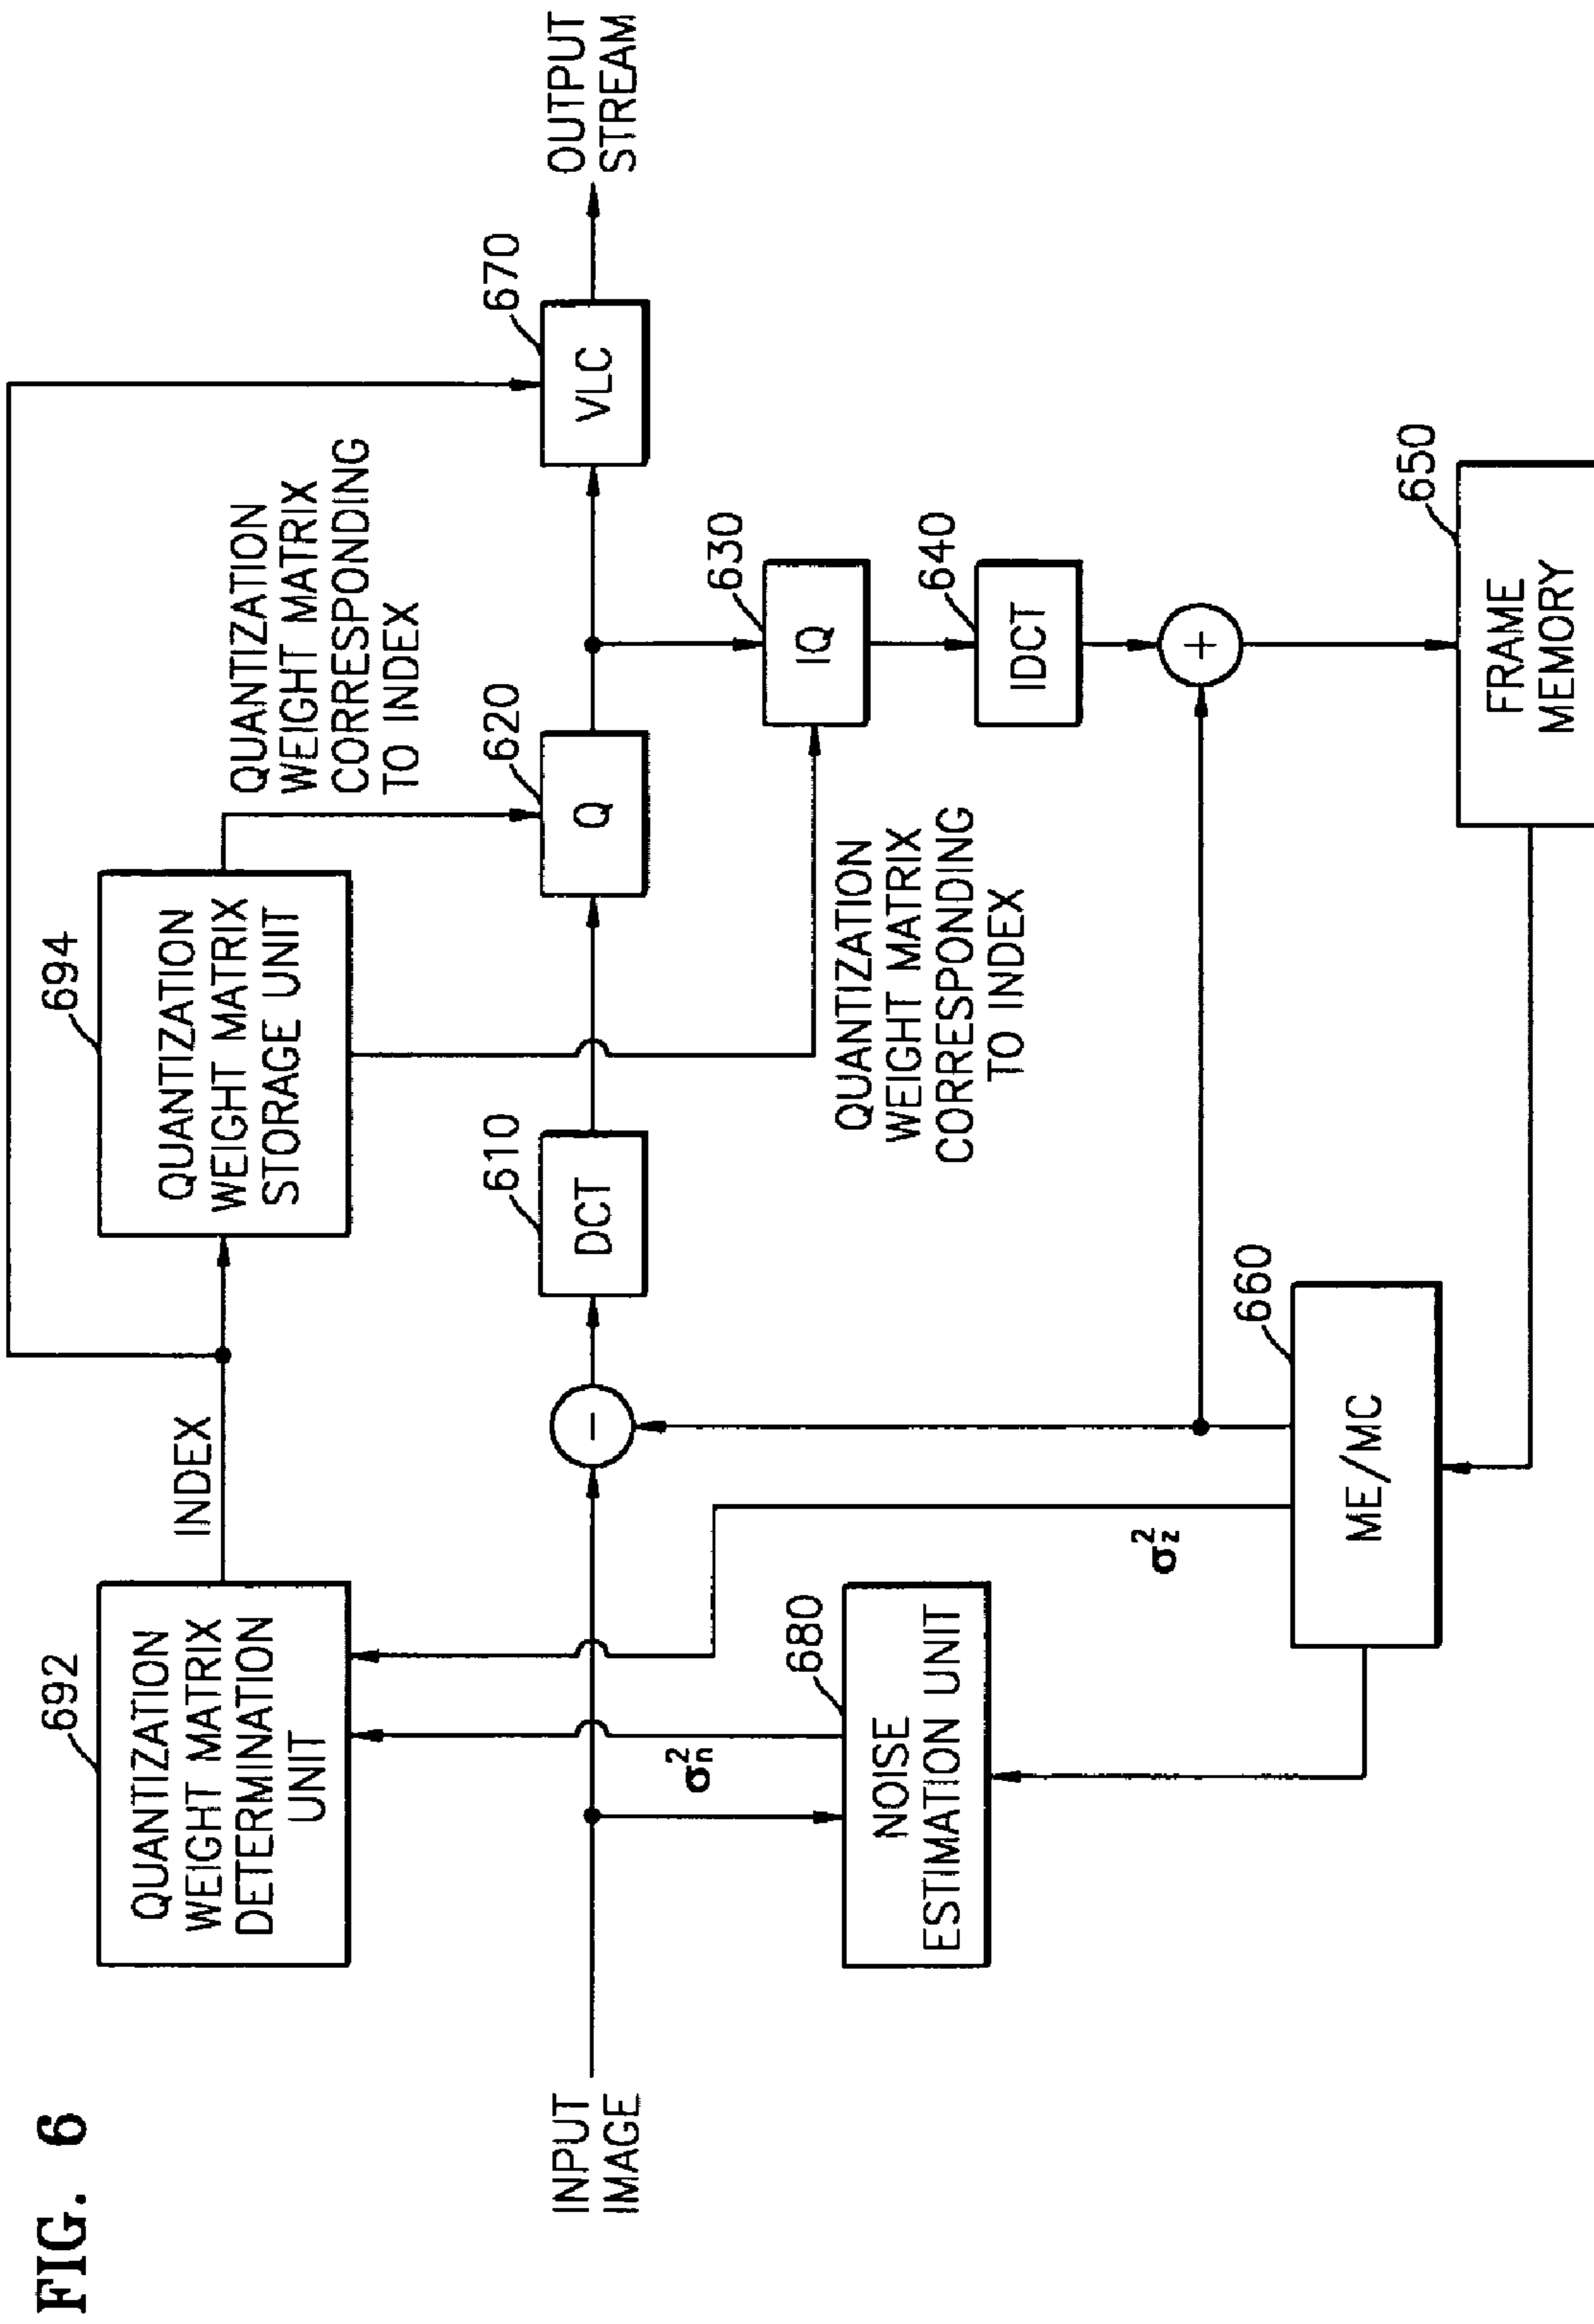 FIG. 6
692
QUANTIZATION
WEIGHT MATRIX
DETERMINATION
UNIT
INDEX
694
QUANTIZATION
WEIGHT MATRIX
STORAGE UNIT
QUANTIZATION
WEIGHT MATRIX
CORRESPONDING
TO INDEX
INPUT
IMAGE
-
610
DCT
620
Q
670
VLC
OUTPUT
STREAM
σ²n
680
NOISE
ESTIMATION UNIT
QUANTIZATION
WEIGHT MATRIX
CORRESPONDING
TO INDEX
630
IQ
640
IDCT
σ²z
+
660
ME/MC
650
FRAME
MEMORY